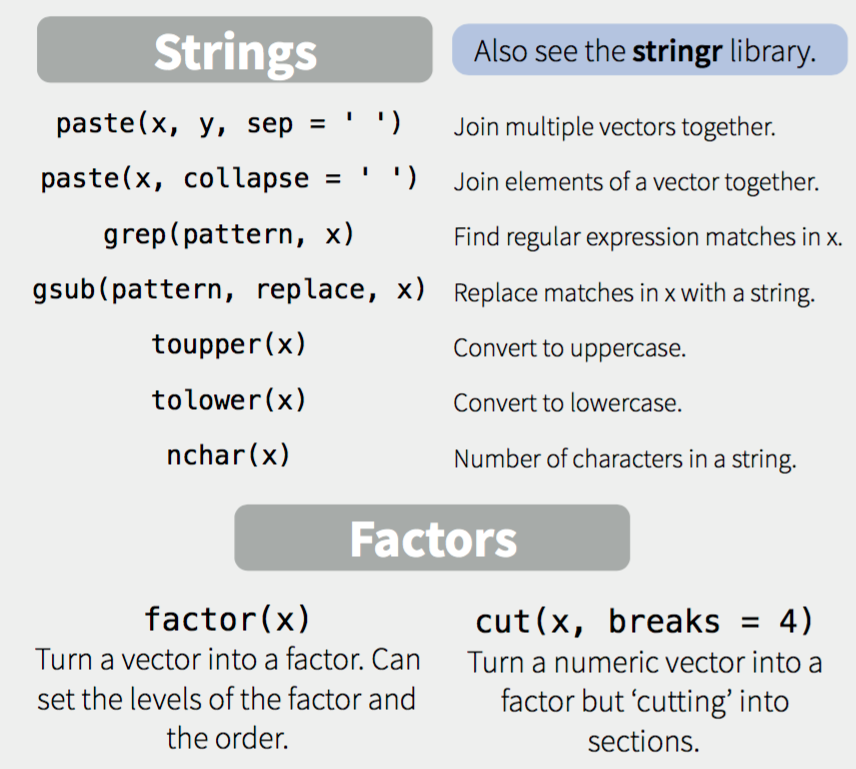 Strings
Also see the stringr library.
paste(x, y, sep = ' ')
Join multiple vectors together.
paste(x, collapse = ' ')
Join elements of a vector together.
grep(pattern, x)
Find regular expression matches in x.
gsub(pattern, replace, x)
Replace matches in x with a string.
toupper(x)
Convert to uppercase.
tolower(x)
Convert to lowercase.
nchar(x)
Number of characters in a string.
Factors
factor(x)
Turn a vector into a factor. Can
set the levels of the factor and
the order.
cut(x, breaks = 4)
Turn a numeric vector into a
factor but ‘cutting’ into
sections.